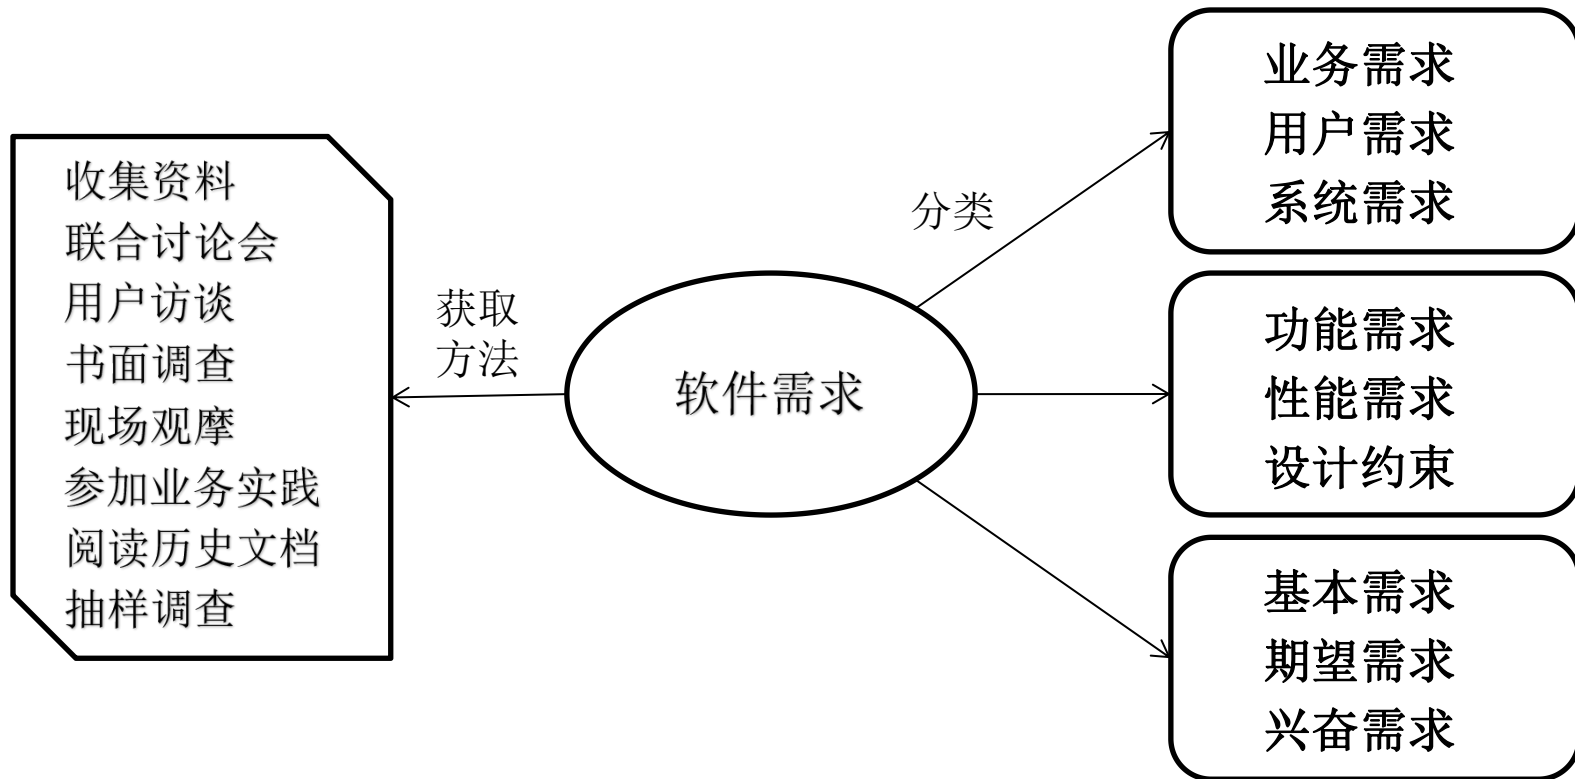 收集资料
联合讨论会
用户访谈
书面调查
现场观摩
参加业务实践
阅读历史文档
抽样调查
获取
方法
软件需求
分类
业务需求
用户需求
系统需求
功能需求
性能需求
设计约束
基本需求
期望需求
兴奋需求